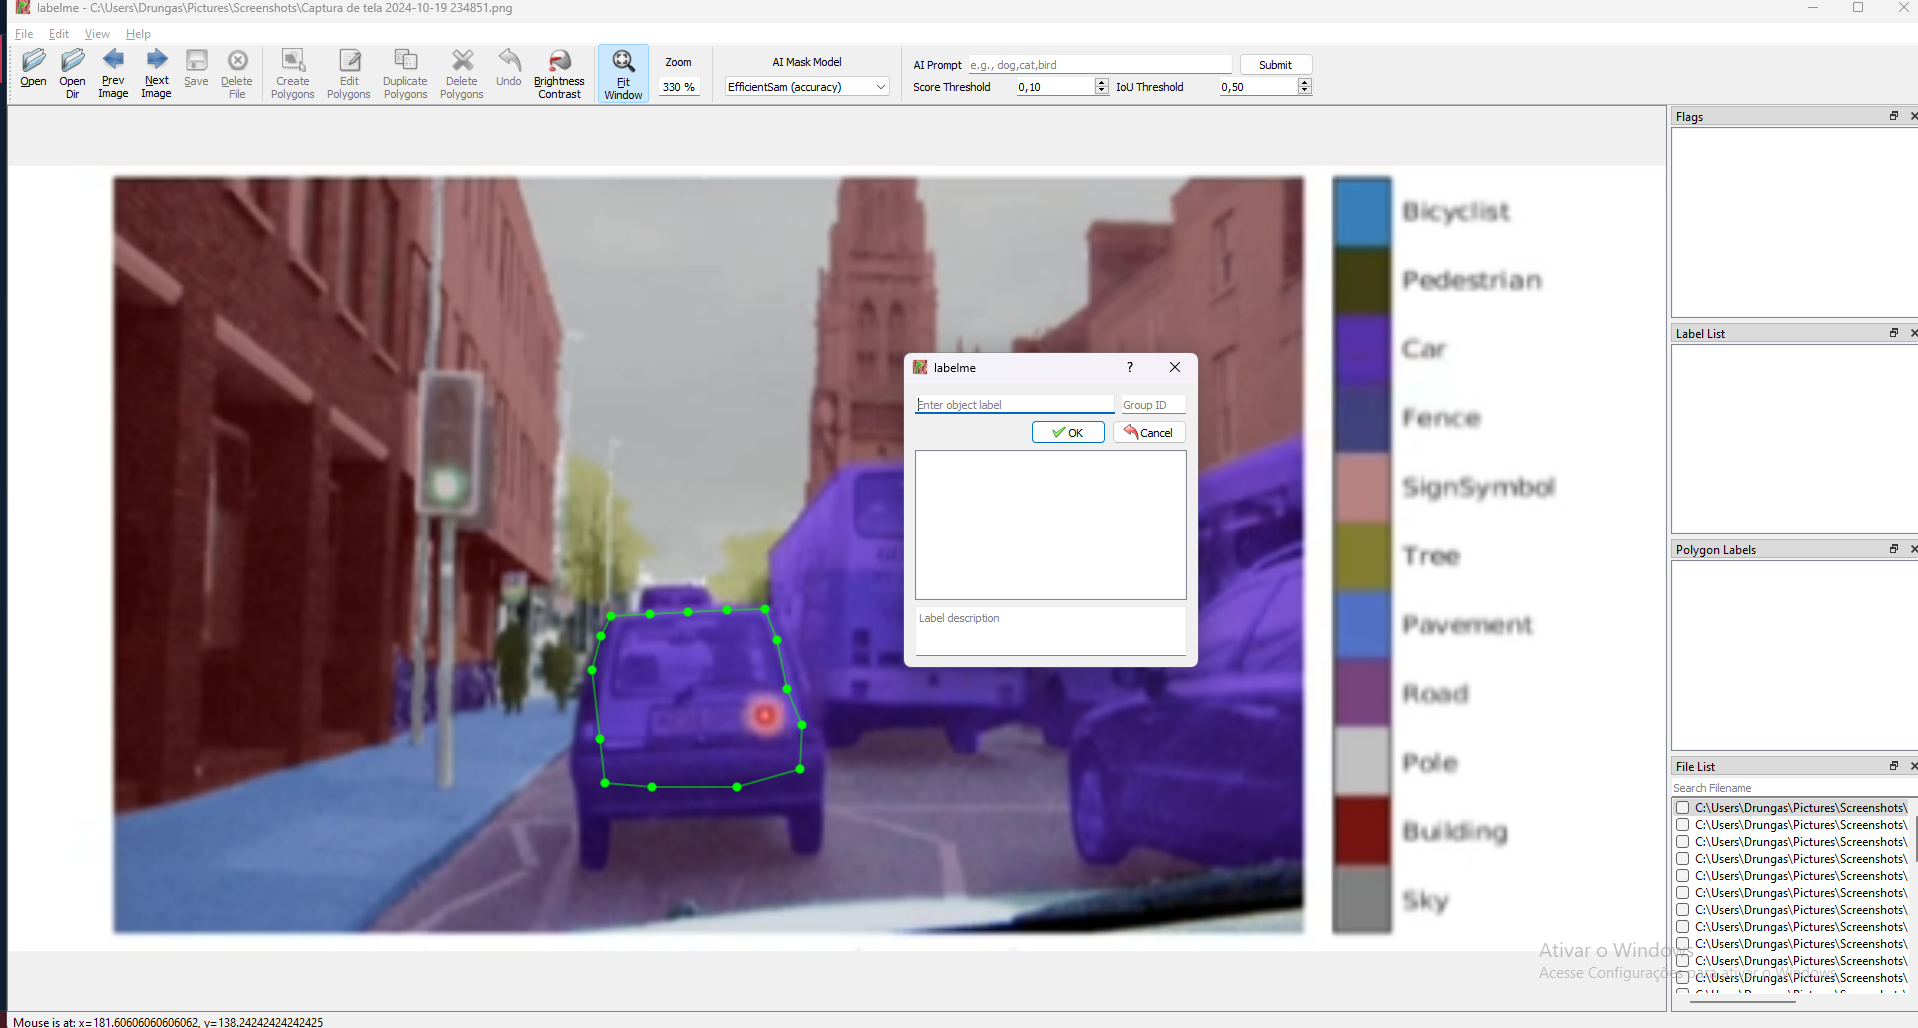 labelme - C:\Users\Drungas\Pictures\Screenshots\Captura de tela 2024-10-19 234851.png
File Edit View Help
Open
Open Dir
Prev Image
Next Image
Save
Delete File
Create Polygons
Edit Polygons
Duplicate Polygons
Delete Polygons
Undo
Brightness Contrast
Fit Window
Zoom
330 %
AI Mask Model
EfficientSam (accuracy)
AI Prompt e.g., dog,cat,bird Submit
Score Threshold 0,10 IoU Threshold 0,50
Flags
Label List
Polygon Labels
File List
Search Filename
C:\Users\Drungas\Pictures\Screenshots\
C:\Users\Drungas\Pictures\Screenshots\
C:\Users\Drungas\Pictures\Screenshots\
C:\Users\Drungas\Pictures\Screenshots\
C:\Users\Drungas\Pictures\Screenshots\
C:\Users\Drungas\Pictures\Screenshots\
C:\Users\Drungas\Pictures\Screenshots\
C:\Users\Drungas\Pictures\Screenshots\
C:\Users\Drungas\Pictures\Screenshots\
C:\Users\Drungas\Pictures\Screenshots\
C:\Users\Drungas\Pictures\Screenshots\
Bicyclist
Pedestrian
Car
Fence
SignSymbol
Tree
Pavement
Road
Pole
Building
Sky
labelme ?
Enter object label Group ID
OK Cancel
Label description
Ativar o Windows
Acesse Configurações para ativar o Windows.
Mouse is at: x=181.60606060606062, y=138.24242424242425